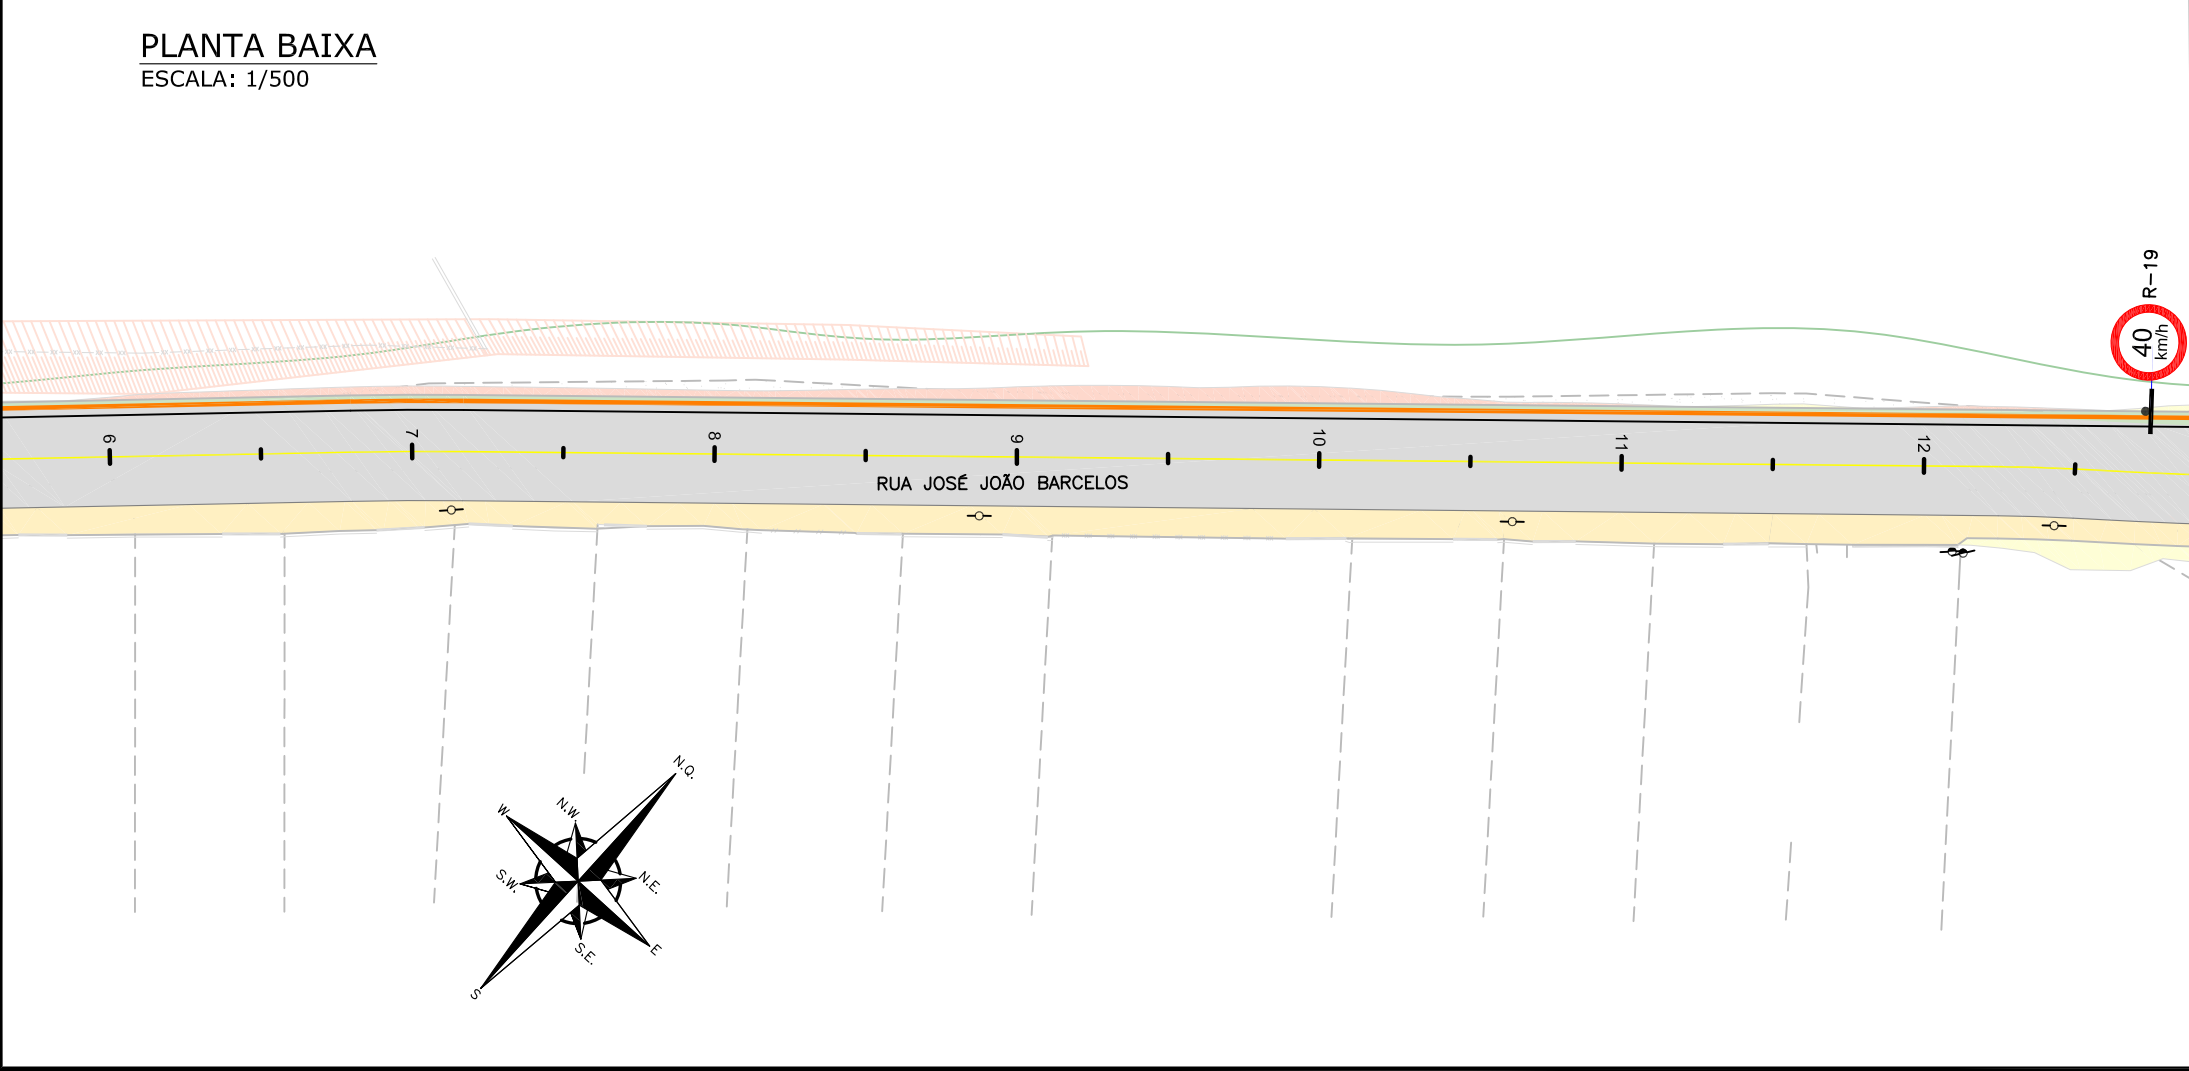 PLANTA BAIXA
ESCALA: 1/500
R-19
40
km/h
6
7
8
9
10
11
12
RUA JOSÉ JOÃO BARCELOS
N.Q.
N.W.
W
S.W.
N.E.
S.E.
E
S